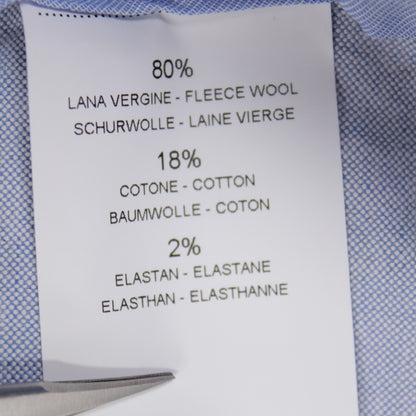 80%
LANA VERGINE - FLEECE WOOL
SCHURWOLLE - LAINE VIERGE
18%
COTONE - COTTON
BAUMWOLLE - COTON
2%
ELASTAN - ELASTANE
ELASTHAN - ELASTHANNE